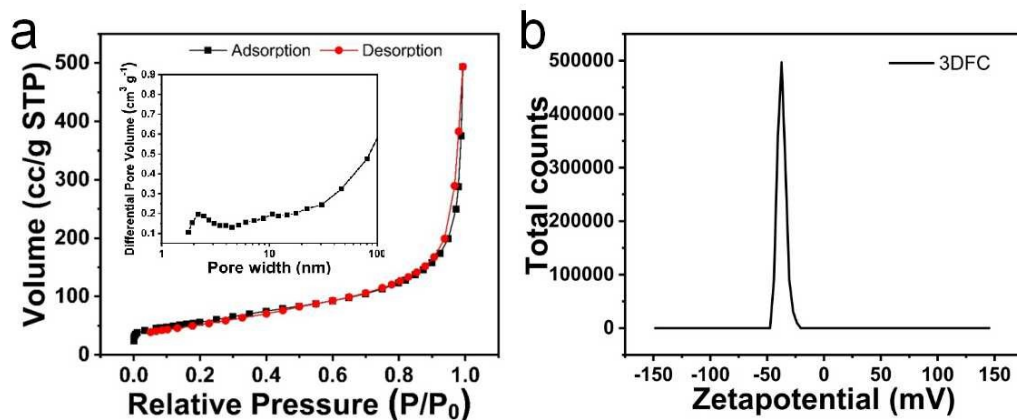 a
Adsorption
Desorption
Volume (cc/g STP)
500
400
300
200
100
0
0.0 0.2 0.4 0.6 0.8 1.0
Relative Pressure (P/P₀)
Differential Pore Volume (cm³ g⁻¹)
0.9
0.8
0.7
0.6
0.5
0.4
0.3
0.2
0.1
1 10 100
Pore width (nm)
b
3DFC
Total counts
500000
400000
300000
200000
100000
0
-150 -100 -50 0 50 100 150
Zetapotential (mV)